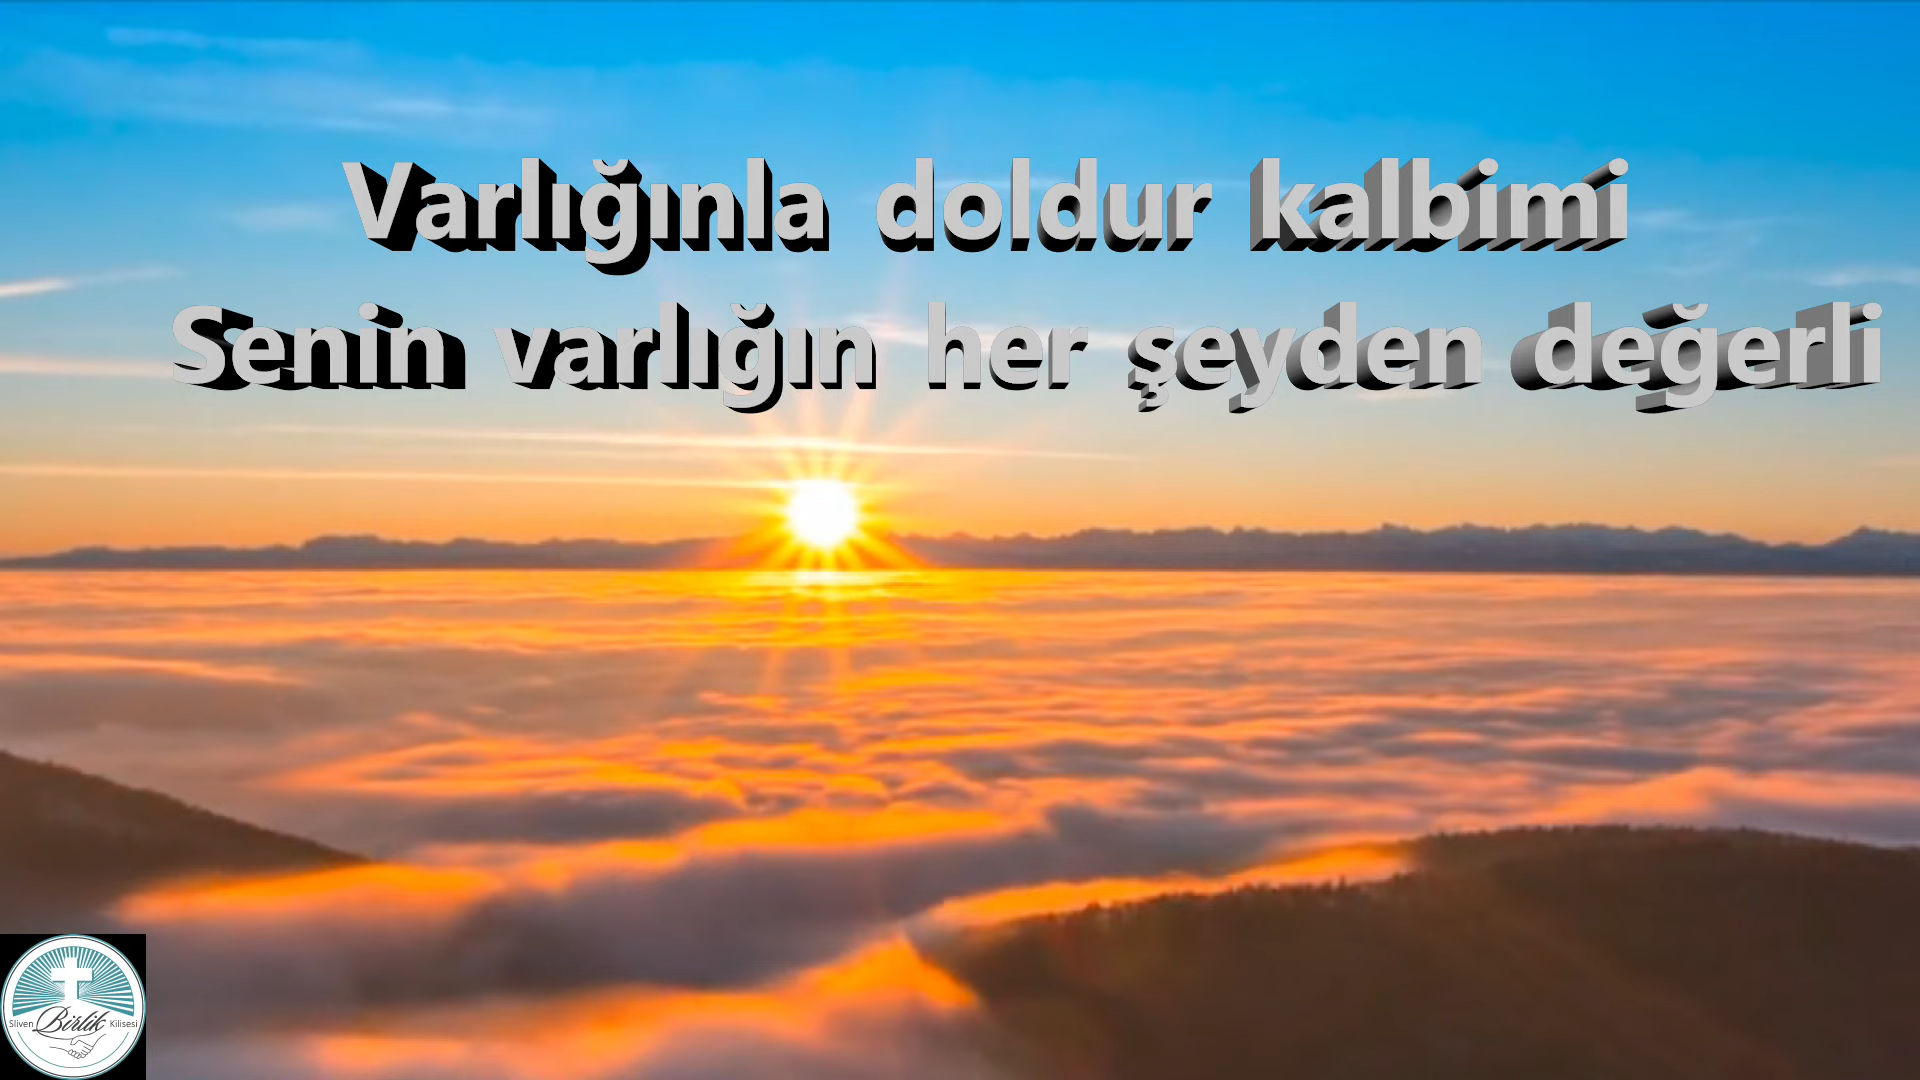 Varlığınla doldur kalbimi
Senin varlığın her şeyden değerli
Sliven Birlik Kilisesi